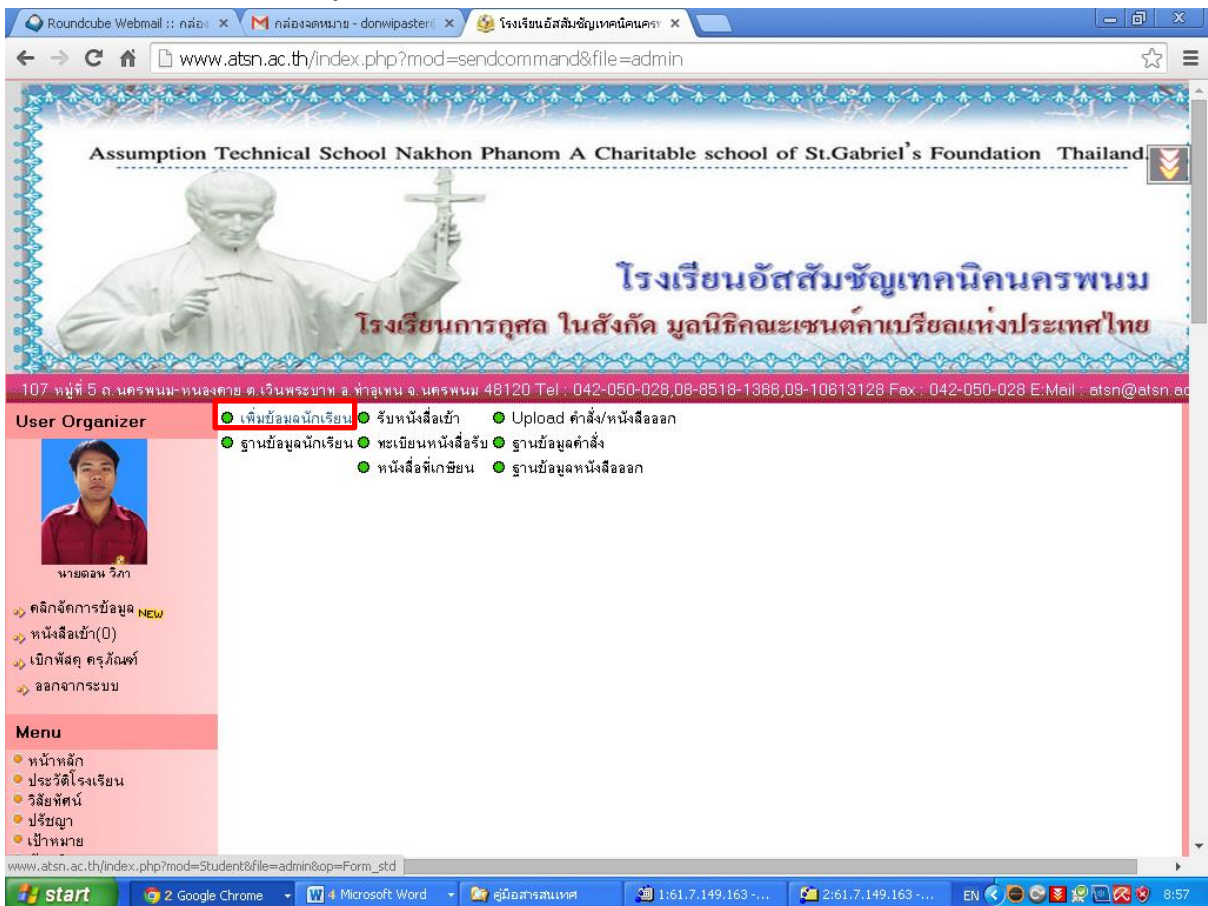 Roundcube Webmail :: กล่อง
กล่องจดหมาย - donwipaster@
โรงเรียนอัสสัมชัญเทคนิคนคร
www.atsn.ac.th/index.php?mod=sendcommand&file=admin
Assumption Technical School Nakhon Phanom A Charitable school of St.Gabriel's Foundation Thailand.
โรงเรียนอัสสัมชัญเทคนิคนครพนม
โรงเรียนการกุศล ในสังกัด มูลนิธิคณะเซนต์คาเบรียลแห่งประเทศไทย
107 หมู่ที่ 5 ถ.นครพนม-หนองคาย ต.เวินพระบาท อ.ท่าอุเทน จ.นครพนม 48120 Tel : 042-050-028,08-8518-1388,09-10613128 Fax : 042-050-028 E:Mail : atsn@atsn.ac
User Organizer
เพิ่มข้อมูลนักเรียน รับหนังสือเข้า Upload คำสั่ง/หนังสือออก
ฐานข้อมูลนักเรียน ทะเบียนหนังสือรับ ฐานข้อมูลคำสั่ง
หนังสือที่เกษียน ฐานข้อมูลหนังสือออก
นายดอน วิภา
คลิกจัดการข้อมูล NEW
หนังสือเข้า(0)
เบิกพัสดุ ครุภัณฑ์
ออกจากระบบ
Menu
หน้าหลัก
ประวัติโรงเรียน
วิสัยทัศน์
ปรัชญา
เป้าหมาย
www.atsn.ac.th/index.php?mod=Student&file=admin&op=Form_std
start
2 Google Chrome
4 Microsoft Word
คู่มือสารสนเทศ
1:61.7.149.163 -...
2:61.7.149.163 -...
EN
8:57